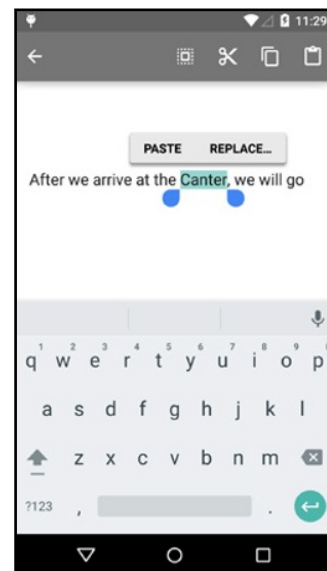 11:29
PASTE REPLACE...
After we arrive at the Canter, we will go
1 2 3 4 5 6 7 8 9
q w e r t y u i o p
a s d f g h j k l
z x c v b n m
?123 , .